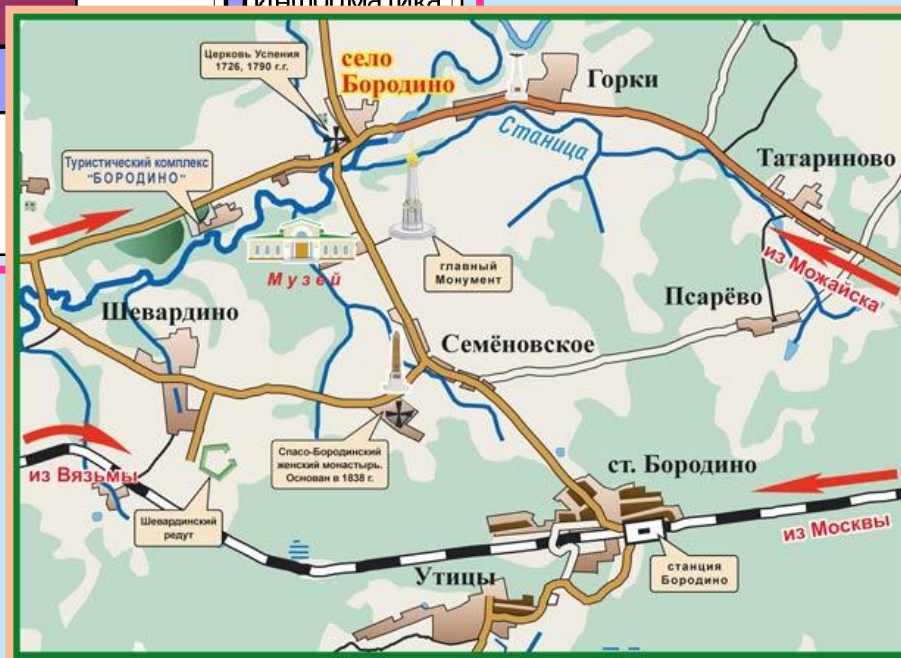 информатика
Церковь Успения
1726, 1790 г.г.
село
Бородино
Горки
Станица
Туристический комплекс
"БОРОДИНО"
Татариново
Музей
главный
Монумент
из Можайска
Псарёво
Шевардино
Семёновское
Спасо-Бородинский
женский монастырь.
Основан в 1838 г.
ст. Бородино
из Вязьмы
Шевардинский
редут
из Москвы
Утицы
станция
Бородино